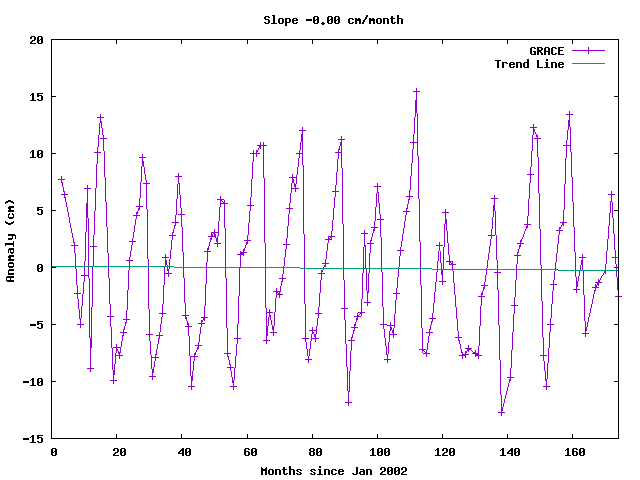 Slope -0.00 cm/month
20
15
10
5
0
-5
-10
-15
Anomaly (cm)
GRACE
Trend Line
0 20 40 60 80 100 120 140 160
Months since Jan 2002